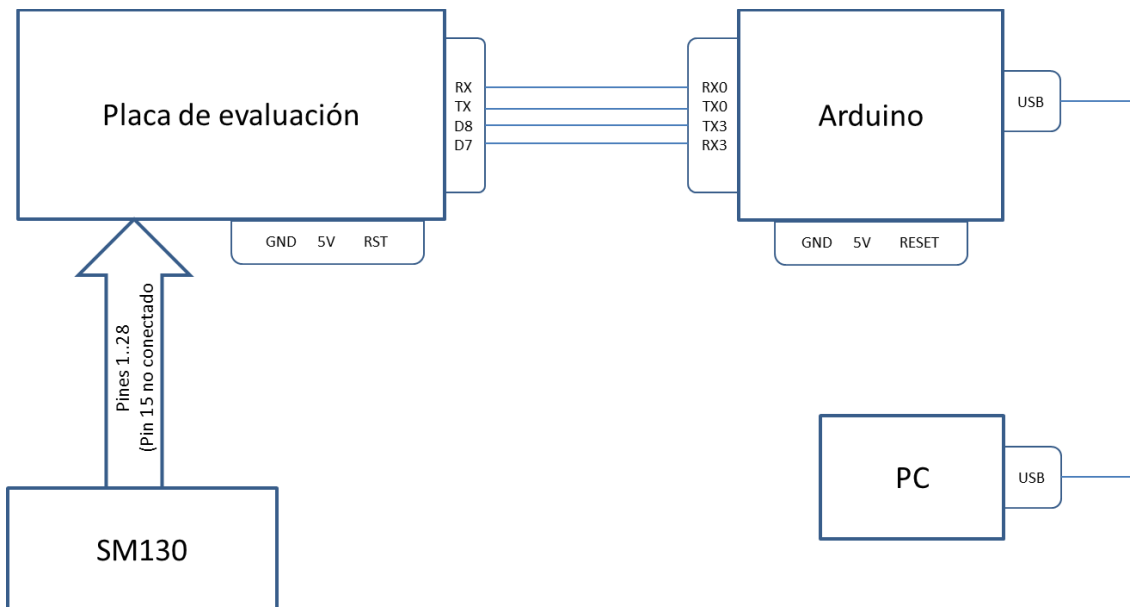 Placa de evaluación
RX
TX
D8
D7
GND 5V RST
RX0
TX0
TX3
RX3
Arduino
USB
GND 5V RESET
Pines 1..28
(Pin 15 no conectado)
SM130
PC
USB